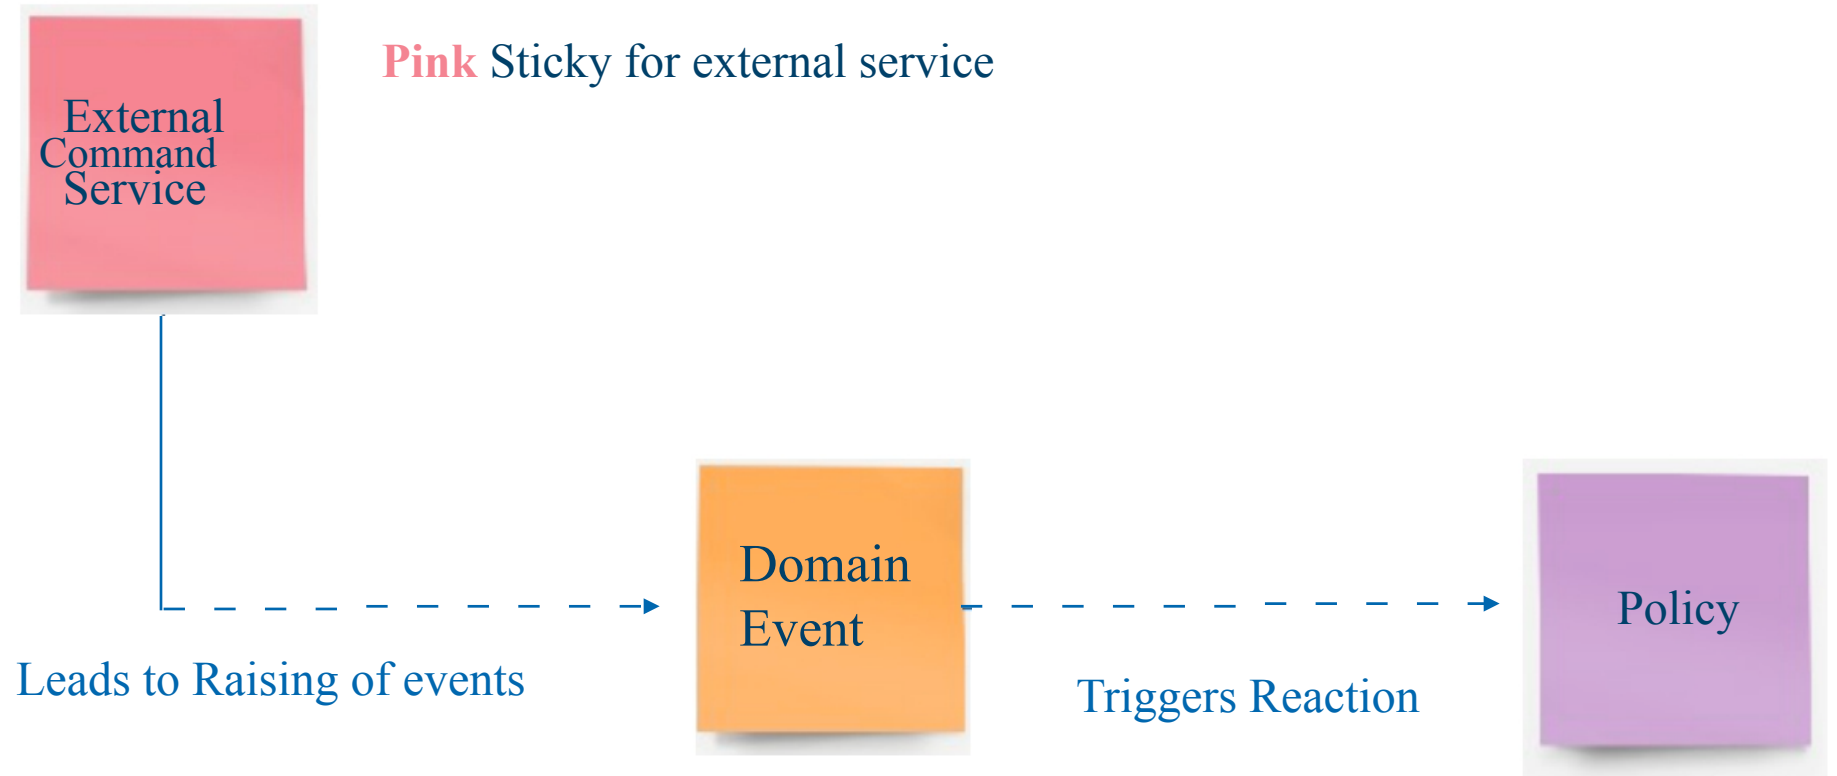 Pink Sticky for external service
External
Command
Service
Domain
Event
Policy
Leads to Raising of events
Triggers Reaction